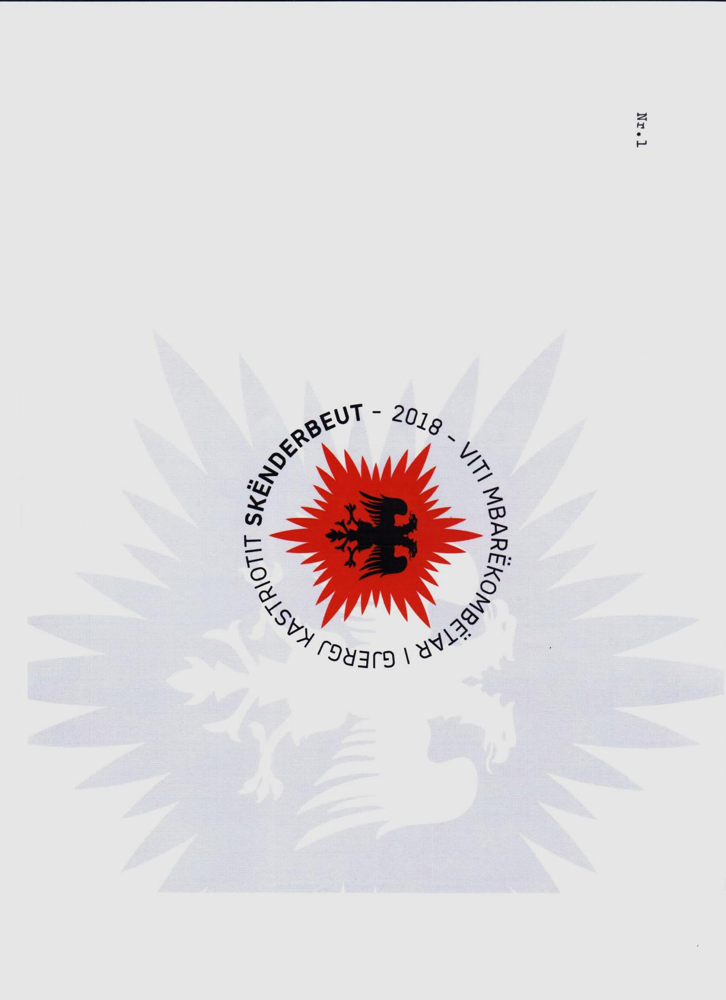 Nr.1
2018 - VITI MBARËKOMBËTAR I GJERGJ KASTRIOTIT SKËNDERBEUT -